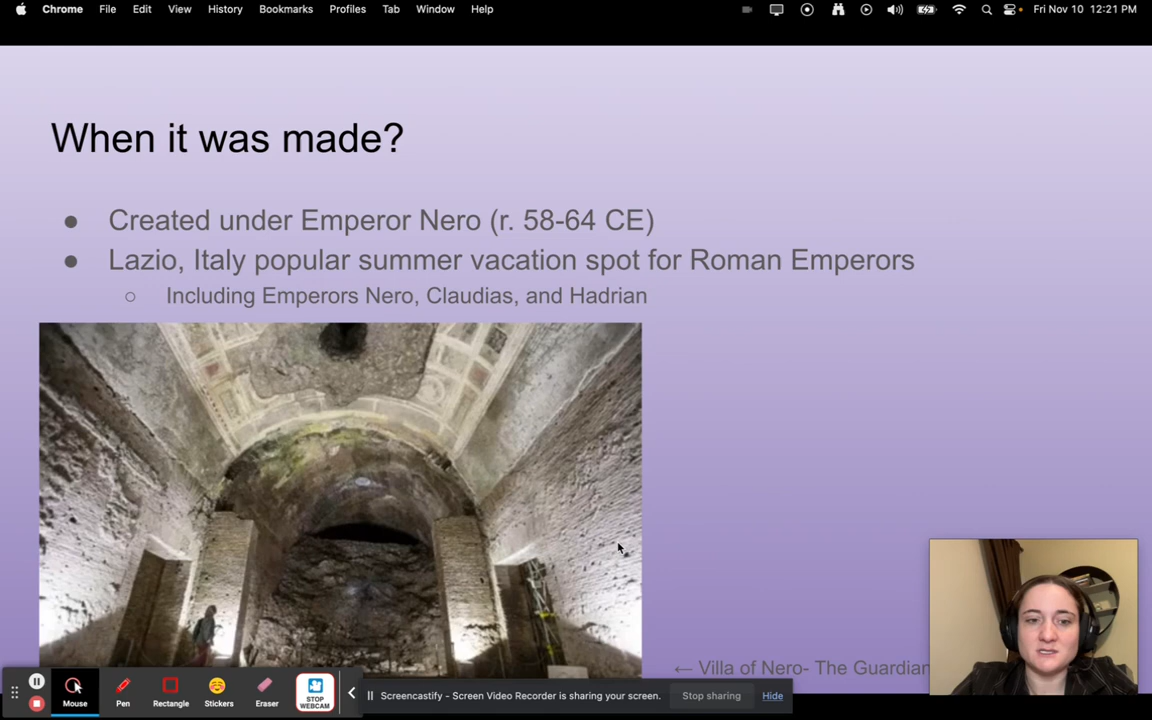 Chrome File Edit View History Bookmarks Profiles Tab Window Help Fri Nov 10 12:21 PM
When it was made?
● Created under Emperor Nero (r. 58-64 CE)
● Lazio, Italy popular summer vacation spot for Roman Emperors
○ Including Emperors Nero, Claudias, and Hadrian
← Villa of Nero- The Guardian
Mouse Pen Rectangle Stickers Eraser STOP WEBCAM
Screencastify - Screen Video Recorder is sharing your screen. Stop sharing Hide